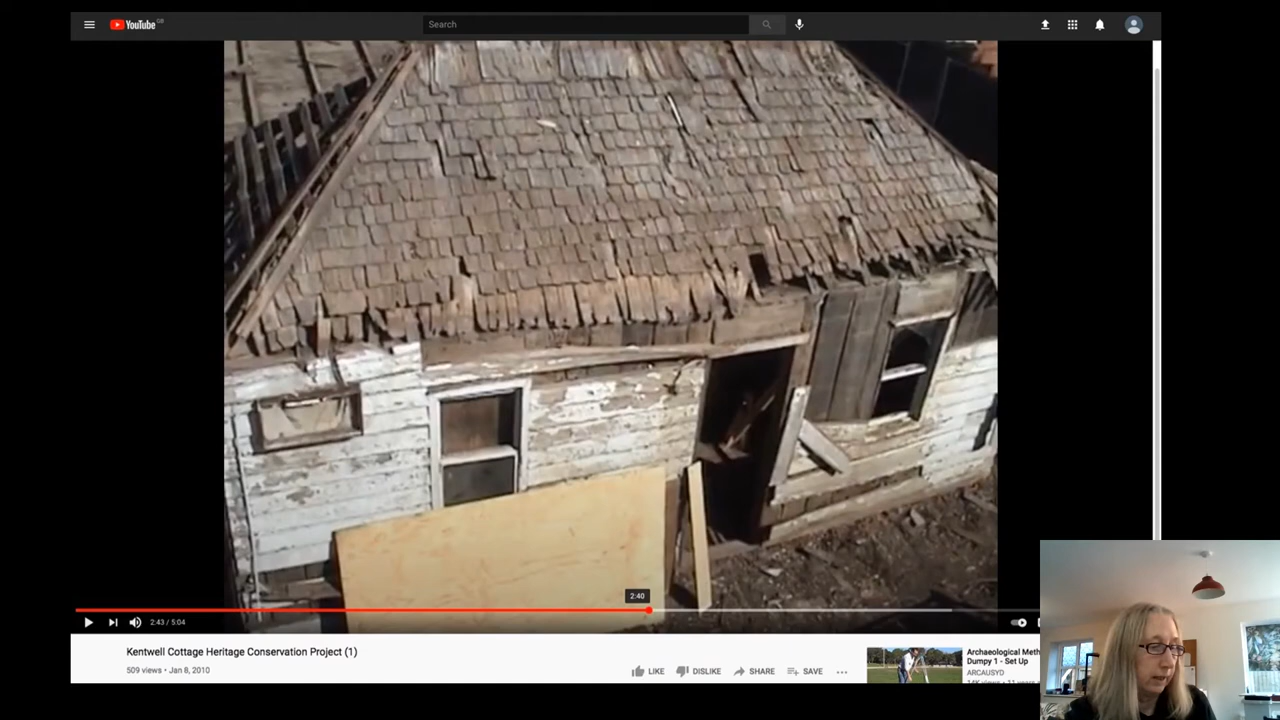 YouTube GB
Search
2:40
2:43 / 5:04
Kentwell Cottage Heritage Conservation Project (1)
509 views • Jan 8, 2010
LIKE
DISLIKE
SHARE
SAVE
Archaeological Meth
Dumpy 1 - Set Up
ARCAUSYD